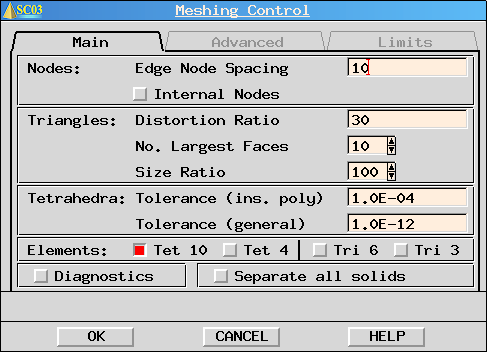 SC03 Meshing Control
Main Advanced Limits
Nodes: Edge Node Spacing 10
Internal Nodes
Triangles: Distortion Ratio 30
No. Largest Faces 10
Size Ratio 100
Tetrahedra: Tolerance (ins. poly) 1.0E-04
Tolerance (general) 1.0E-12
Elements: Tet 10 Tet 4 Tri 6 Tri 3
Diagnostics Separate all solids
OK CANCEL HELP